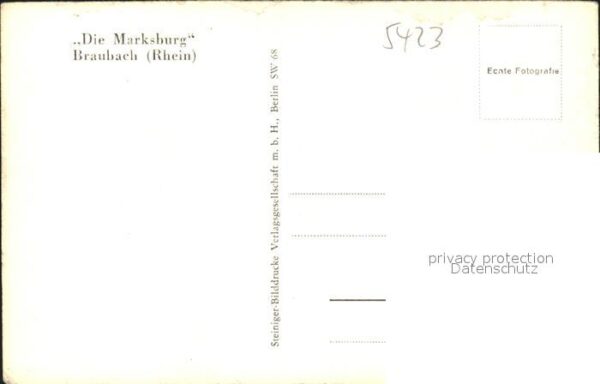 „Die Marksburg“
Braubach (Rhein)
Steiniger-Bilddrucke Verlagsgesellschaft m. b. H., Berlin SW 68
5423
Echte Fotografie
privacy protection
Datenschutz